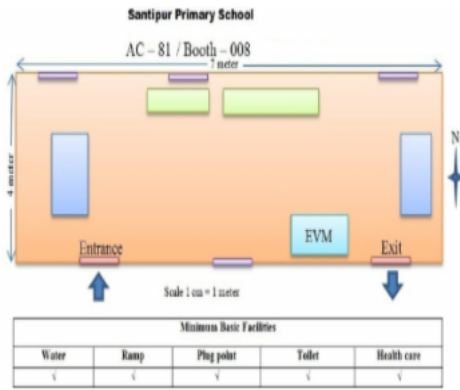 Santipur Primary School
AC – 81 / Booth – 008
7 meter
4 meter
N
EVM
Entrance
Exit
Scale 1 cm = 1 meter
Minimum Basic Facilities
Water Ramp Plug point Toilet Health care
√ √ √ √ √